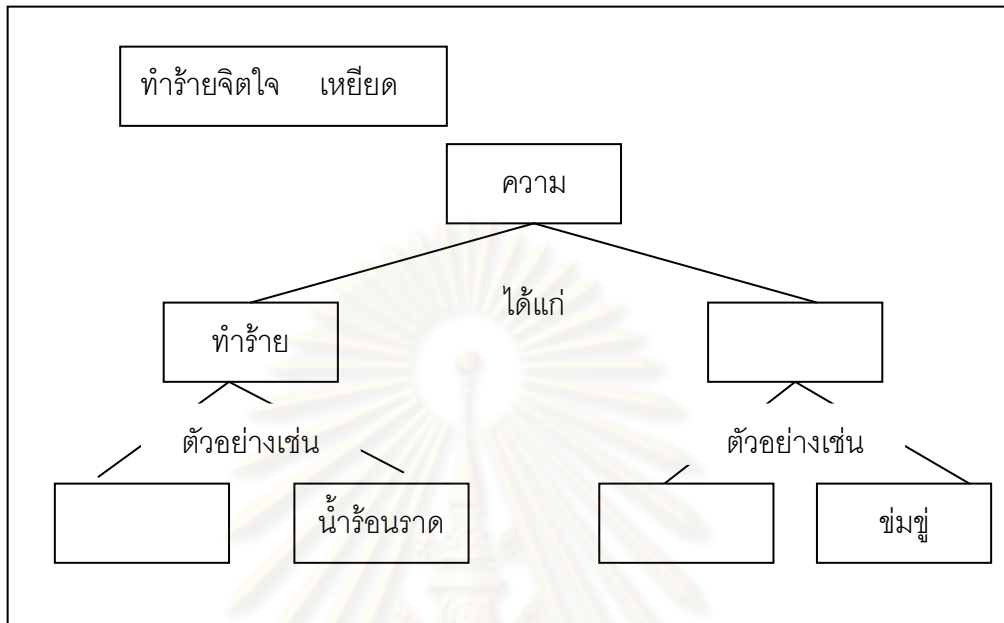 ทำร้ายจิตใจ เหยียด
ความ
ได้แก่
ทำร้าย
ตัวอย่างเช่น ตัวอย่างเช่น
น้ำร้อนราด ข่มขู่